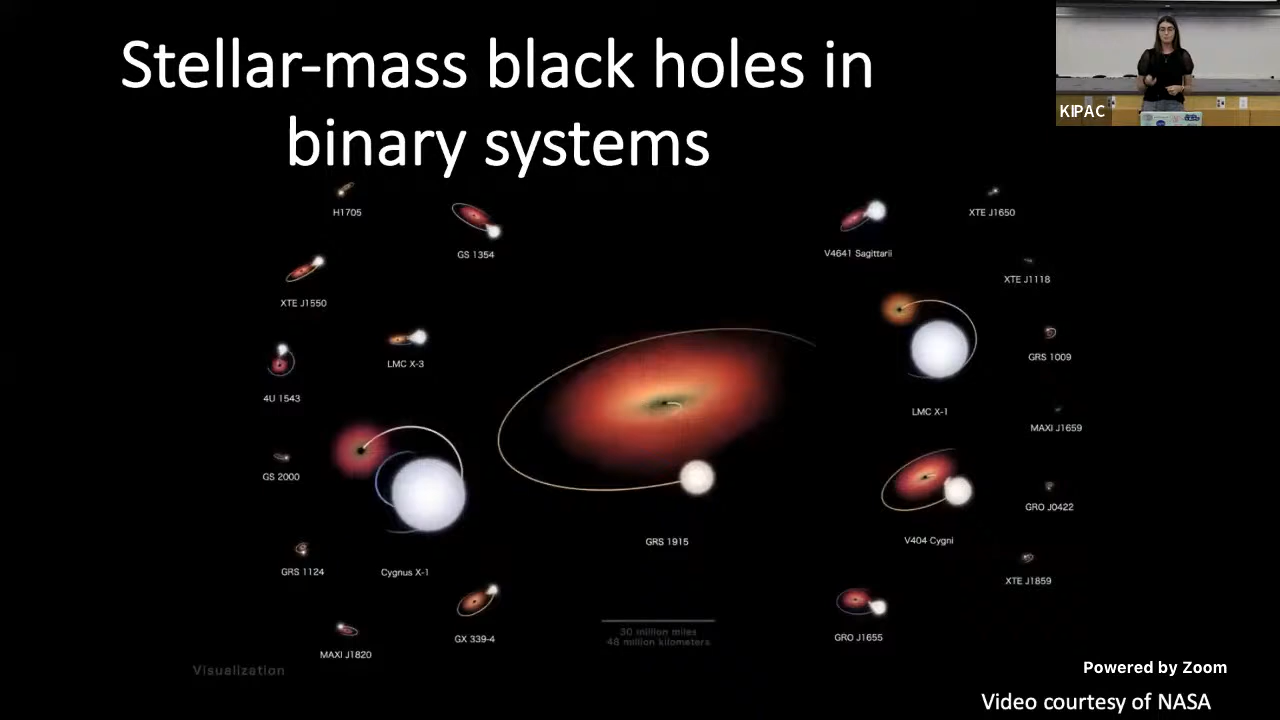 Stellar-mass black holes in
binary systems
KIPAC
H1705
GS 1354
V4641 Sagittarii
XTE J1650
XTE J1550
XTE J1118
LMC X-3
GRS 1009
4U 1543
LMC X-1
MAXI J1659
GS 2000
GRO J0422
GRS 1915
V404 Cygni
GRS 1124
Cygnus X-1
XTE J1859
GX 339-4
30 million miles
48 million kilometers
GRO J1655
MAXI J1820
Visualization
Powered by Zoom
Video courtesy of NASA